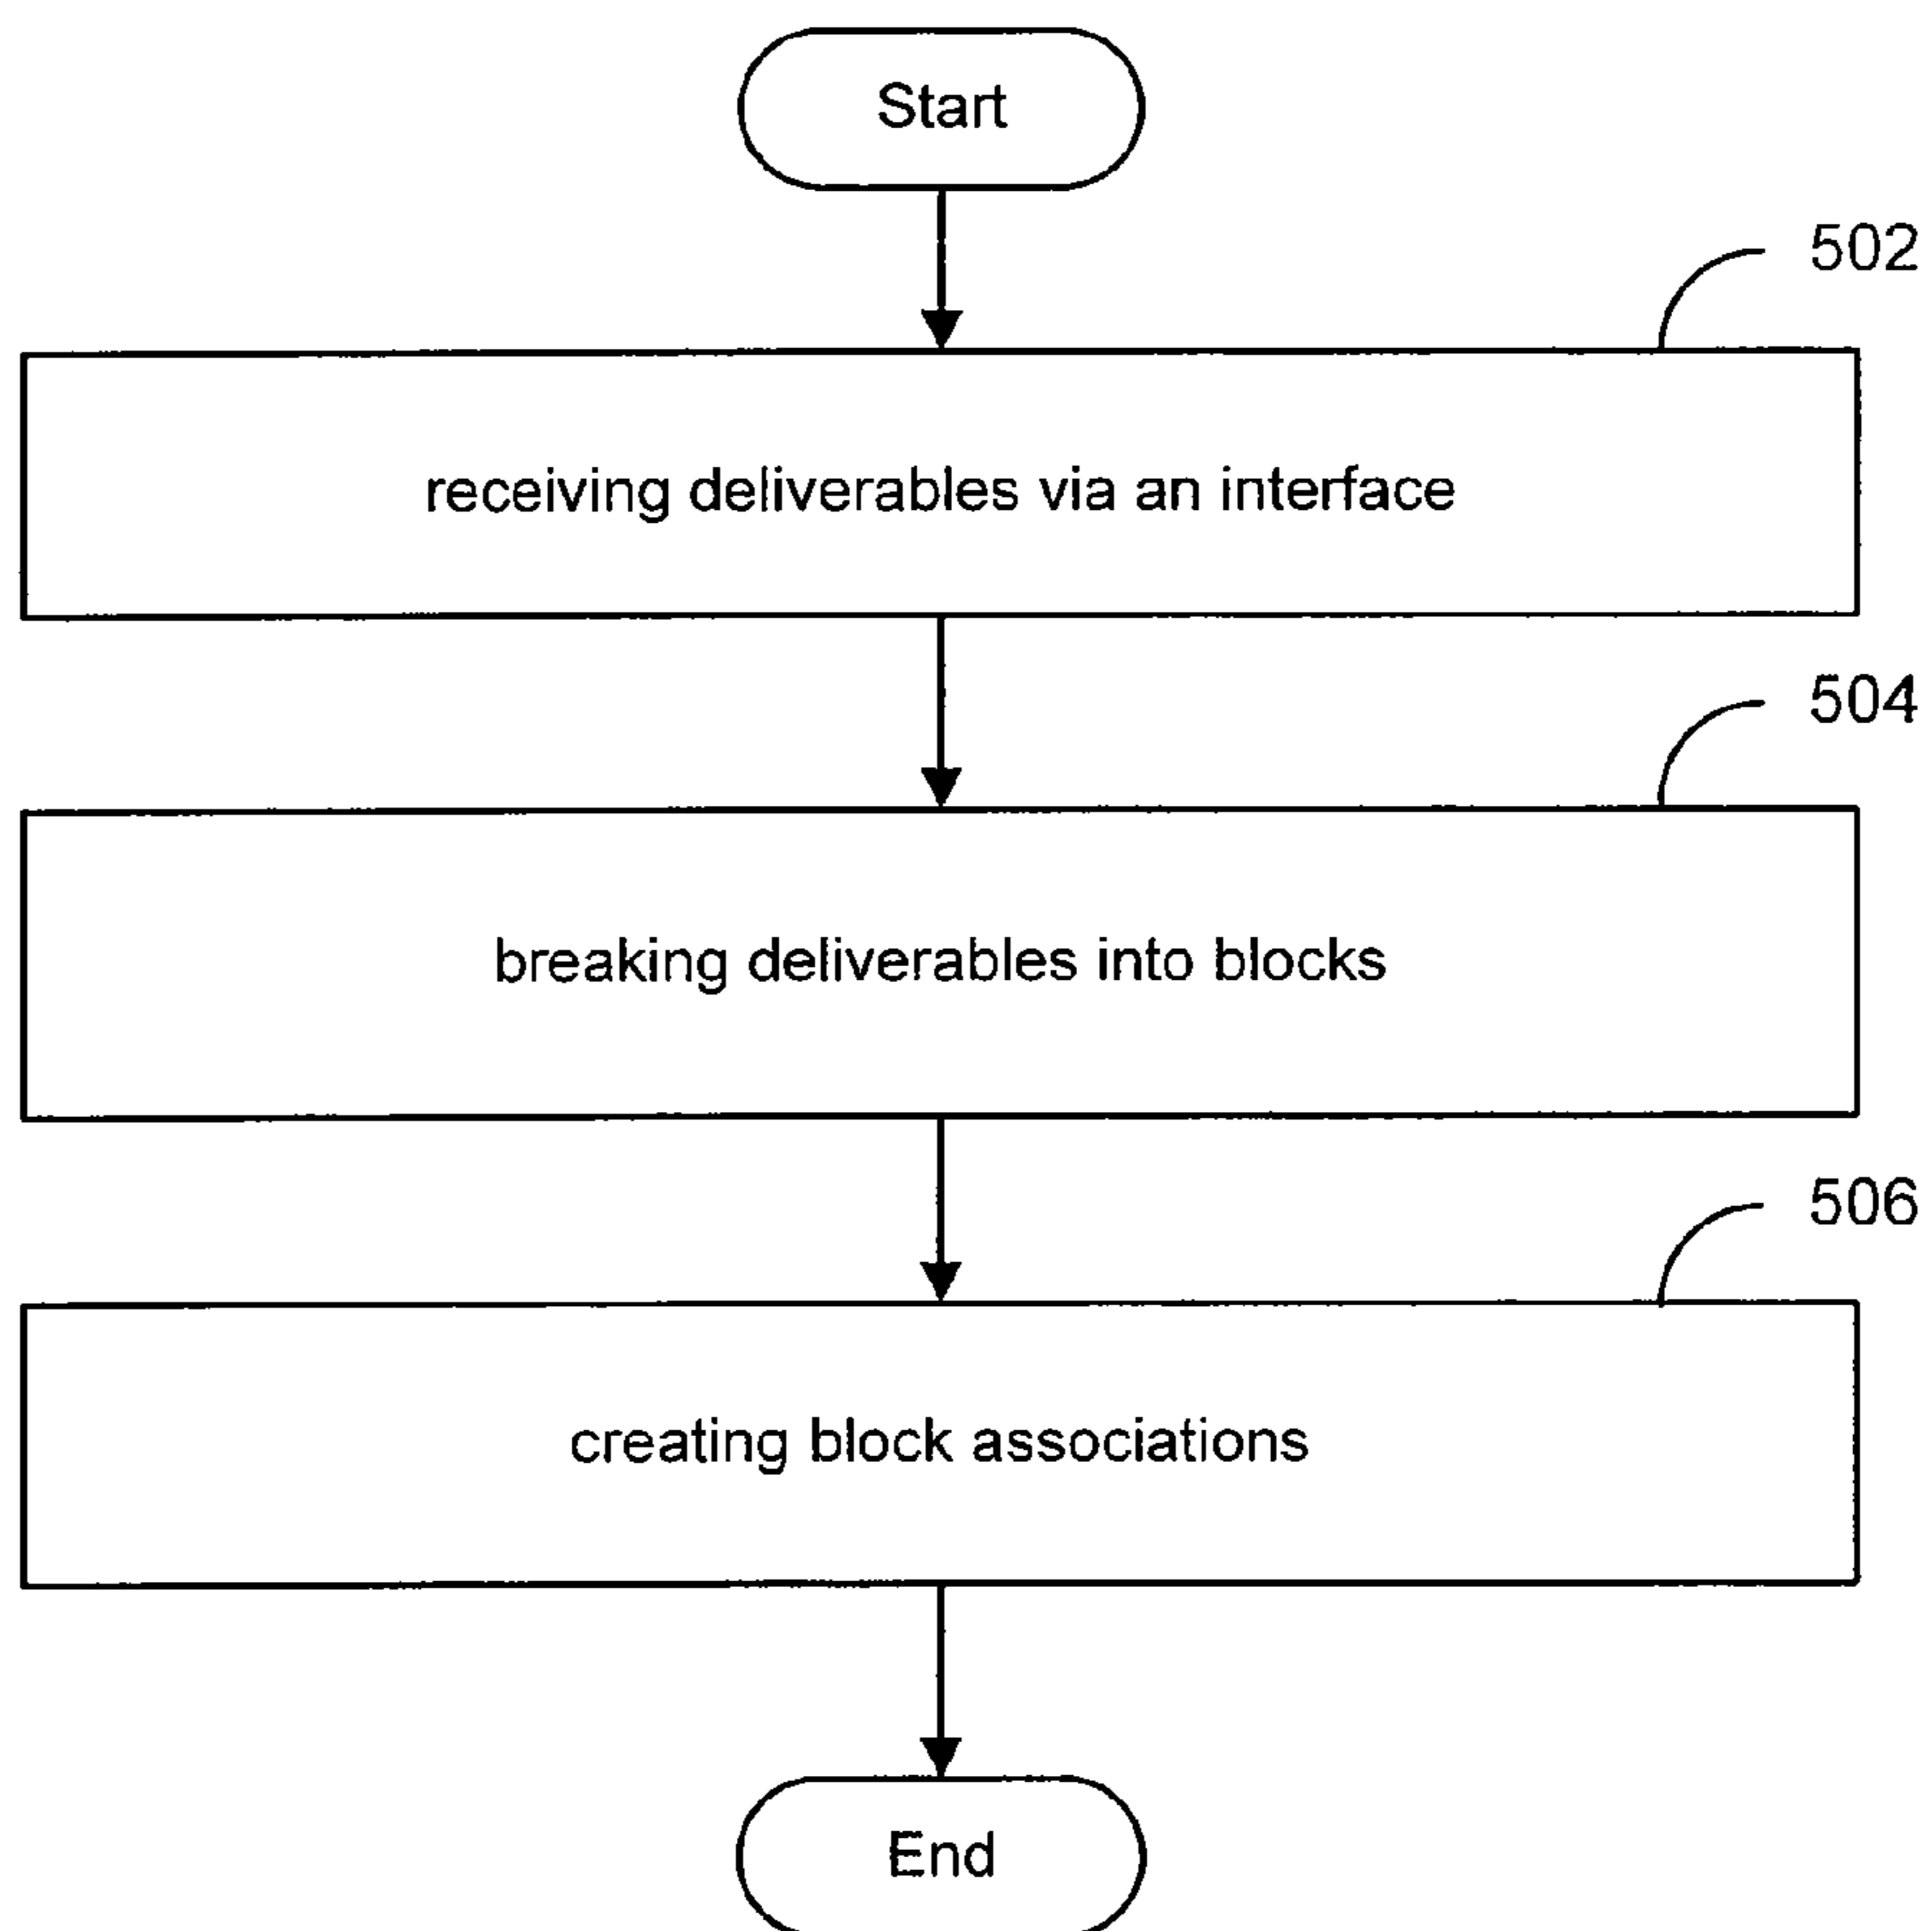 Start
502
receiving deliverables via an interface
504
breaking deliverables into blocks
506
creating block associations
End